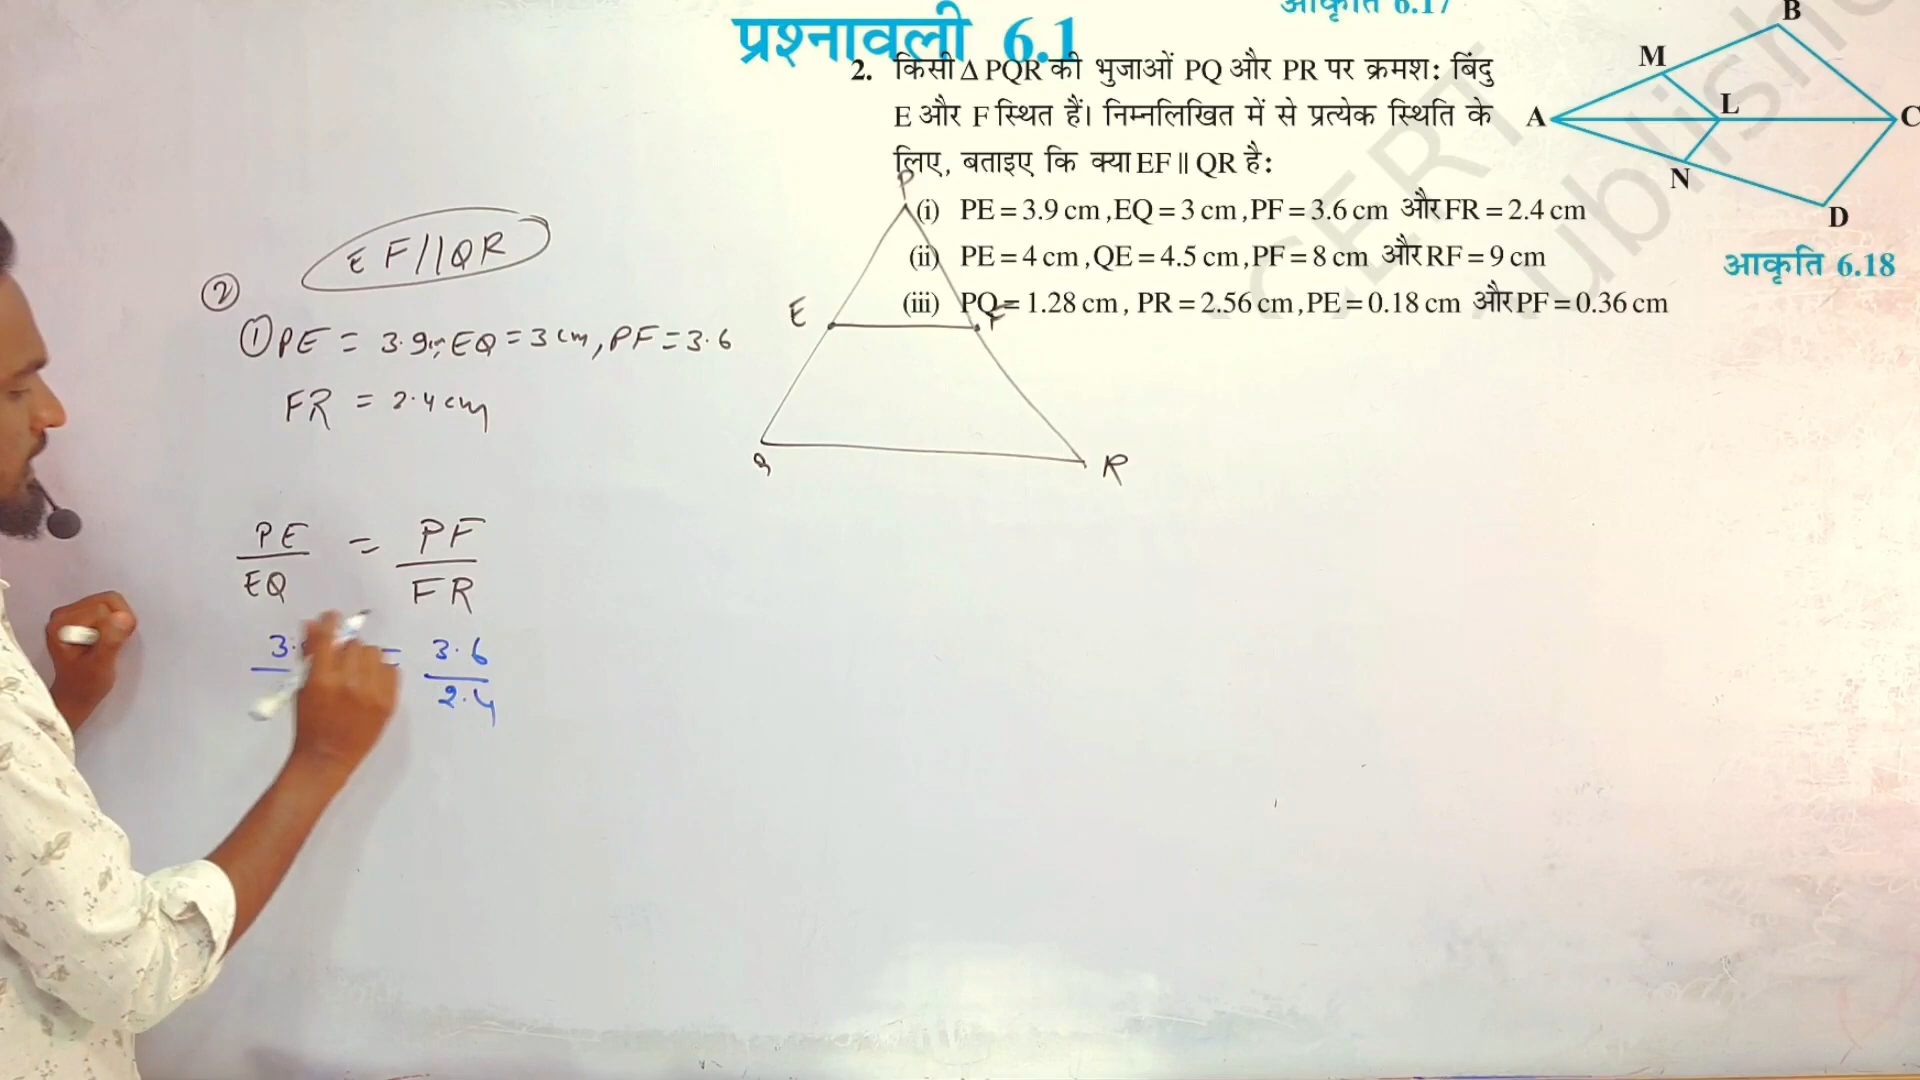 आकृति 6.17
प्रश्नावली 6.1
2. किसी Δ PQR की भुजाओं PQ और PR पर क्रमशः बिंदु
E और F स्थित हैं। निम्नलिखित में से प्रत्येक स्थिति के
लिए, बताइए कि क्या EF || QR है:
(i) PE = 3.9 cm, EQ = 3 cm, PF = 3.6 cm और FR = 2.4 cm
(ii) PE = 4 cm, QE = 4.5 cm, PF = 8 cm और RF = 9 cm
(iii) PQ = 1.28 cm, PR = 2.56 cm, PE = 0.18 cm और PF = 0.36 cm
B
M
L
A
C
N
D
आकृति 6.18
P
E
F
Q
R
EF||QR
②
① PE = 3.9cm, EQ = 3 cm, PF = 3.6
FR = 2.4 cm
PE = PF
EQ FR
3. = 3.6
2.4